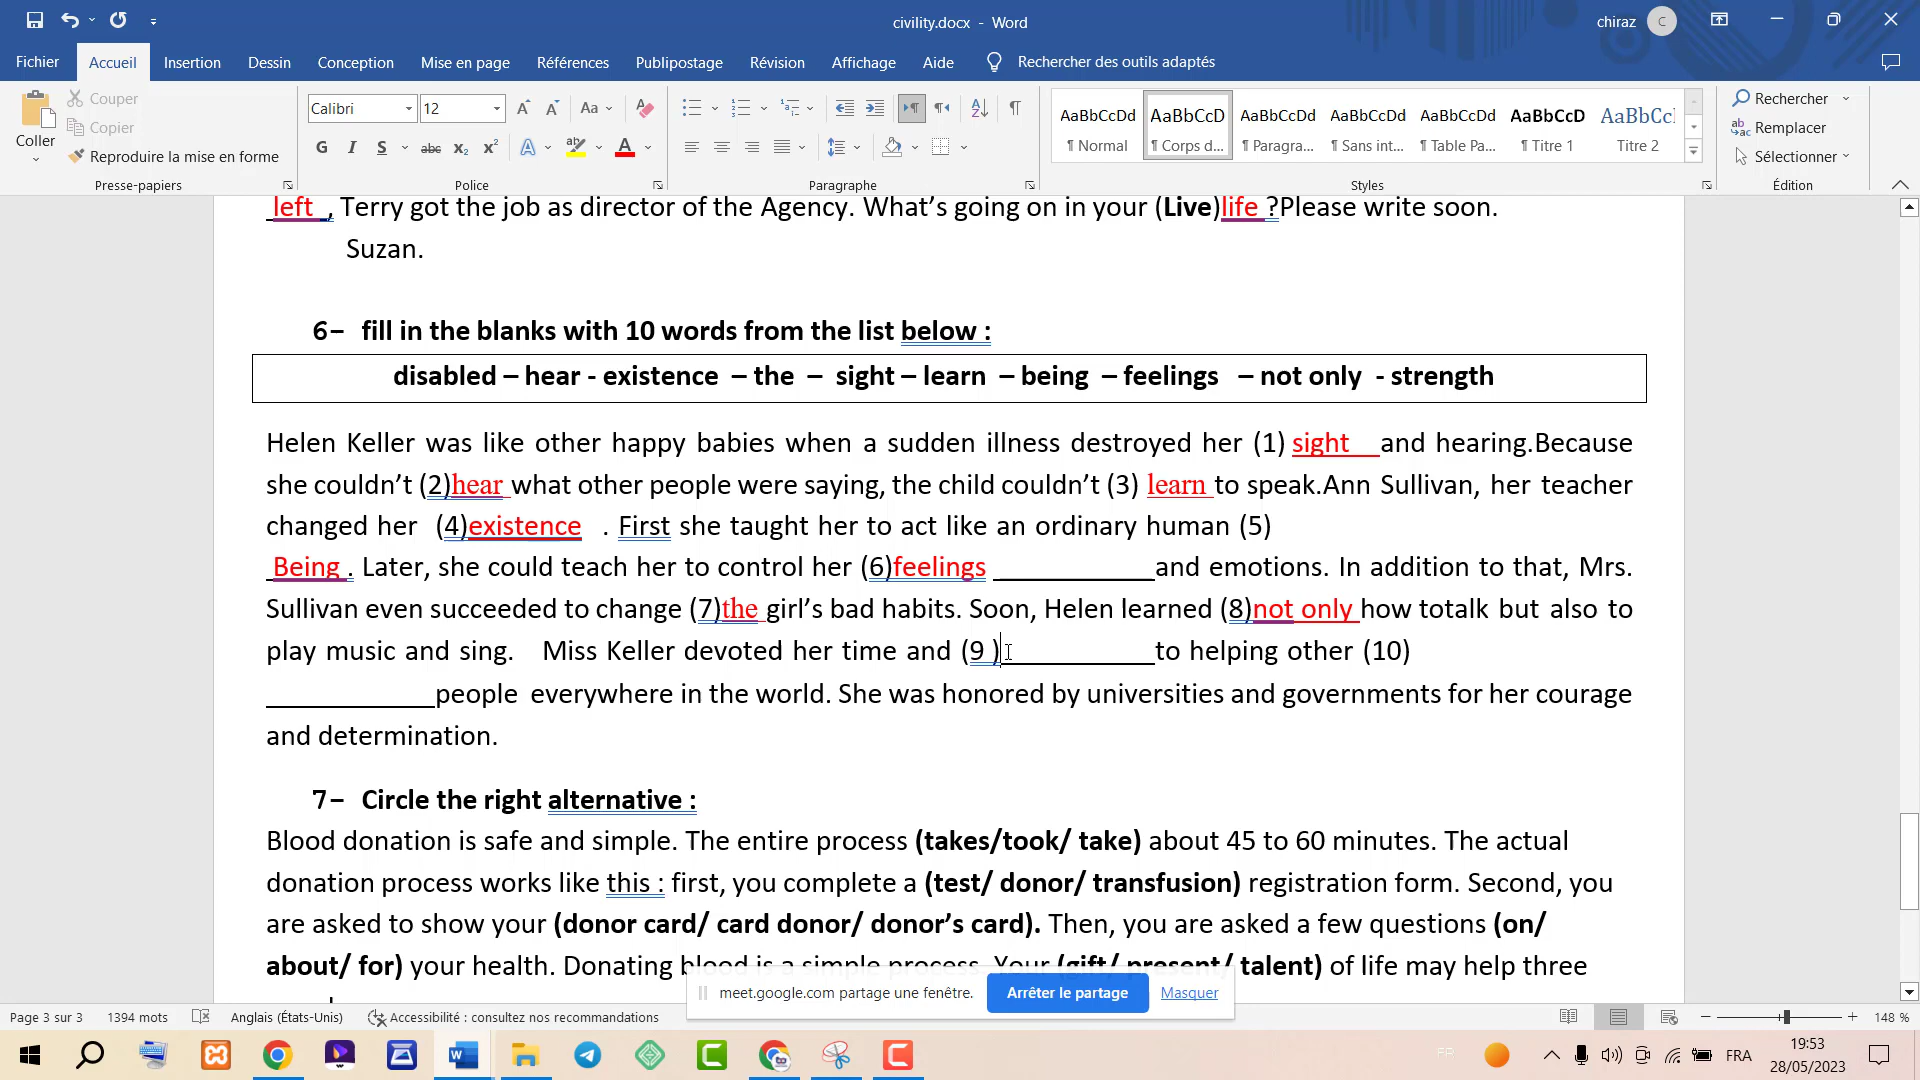 civility.docx - Word
chiraz
C
Fichier
Accueil
Insertion
Dessin
Conception
Mise en page
Références
Publipostage
Révision
Affichage
Aide
Rechercher des outils adaptés
Coller
Couper
Copier
Reproduire la mise en forme
Presse-papiers
Calibri
12
Aa
G I S abc x₂ x² A A
Police
Paragraphe
AaBbCcDd
¶ Normal
AaBbCcD
¶ Corps d...
AaBbCcDd
¶ Paragra...
AaBbCcDd
¶ Sans int...
AaBbCcDd
¶ Table Pa...
AaBbCcD
¶ Titre 1
AaBbCc
Titre 2
Styles
Rechercher
Remplacer
Sélectionner
Édition
left , Terry got the job as director of the Agency. What’s going on in your (Live)life ?Please write soon.
Suzan.
6– fill in the blanks with 10 words from the list below :
disabled – hear - existence – the – sight – learn – being – feelings – not only - strength
Helen Keller was like other happy babies when a sudden illness destroyed her (1) sight and hearing.Because
she couldn’t (2)hear what other people were saying, the child couldn’t (3) learn to speak.Ann Sullivan, her teacher
changed her (4)existence . First she taught her to act like an ordinary human (5)
Being . Later, she could teach her to control her (6)feelings ___________and emotions. In addition to that, Mrs.
Sullivan even succeeded to change (7)the girl’s bad habits. Soon, Helen learned (8)not only how totalk but also to
play music and sing. Miss Keller devoted her time and (9 )___________to helping other (10)
____________people everywhere in the world. She was honored by universities and governments for her courage
and determination.
7– Circle the right alternative :
Blood donation is safe and simple. The entire process (takes/took/ take) about 45 to 60 minutes. The actual
donation process works like this : first, you complete a (test/ donor/ transfusion) registration form. Second, you
are asked to show your (donor card/ card donor/ donor’s card). Then, you are asked a few questions (on/
about/ for) your health. Donating blood is a simple process. Your (gift/ present/ talent) of life may help three
meet.google.com partage une fenêtre.
Arrêter le partage
Masquer
Page 3 sur 3
1394 mots
Anglais (États-Unis)
Accessibilité : consultez nos recommandations
148 %
FRA
19:53
28/05/2023